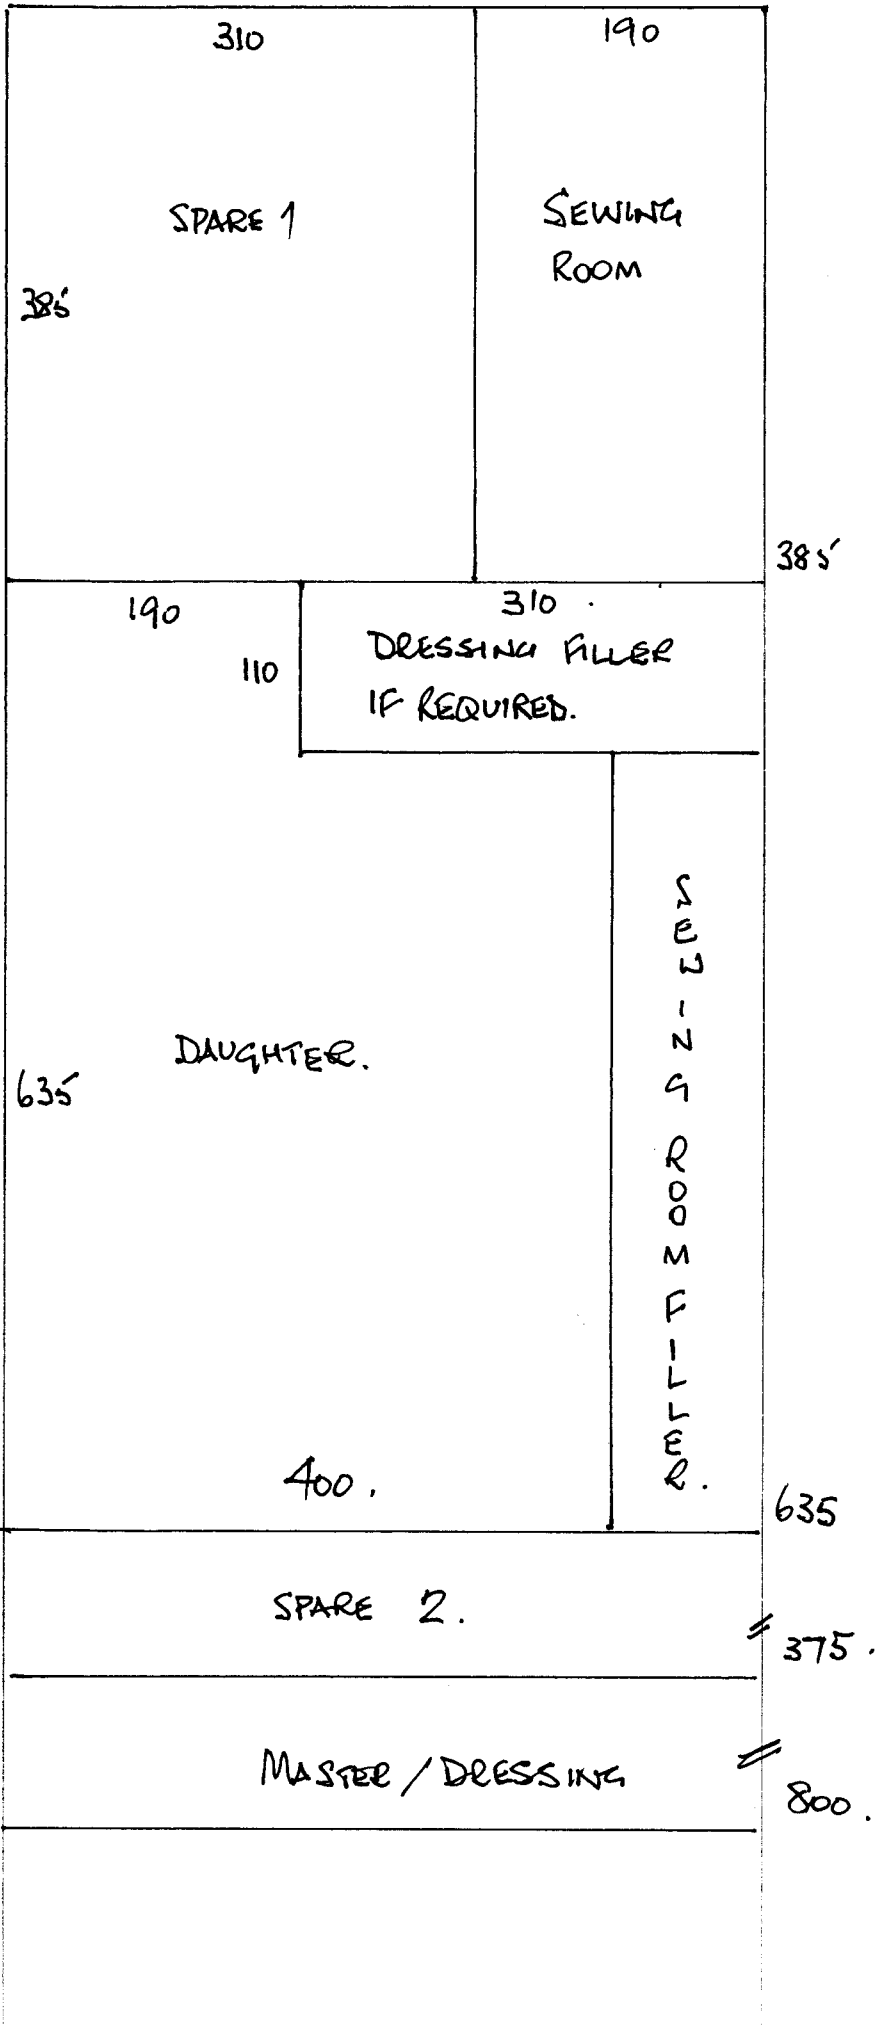 310
190
SPARE 1
SEWING
ROOM
385
385
190
310
110
DRESSING FILLER
IF REQUIRED.
SEWING ROOM FILLER.
DAUGHTER.
635
400.
635
SPARE 2.
375.
MASTER / DRESSING
800.